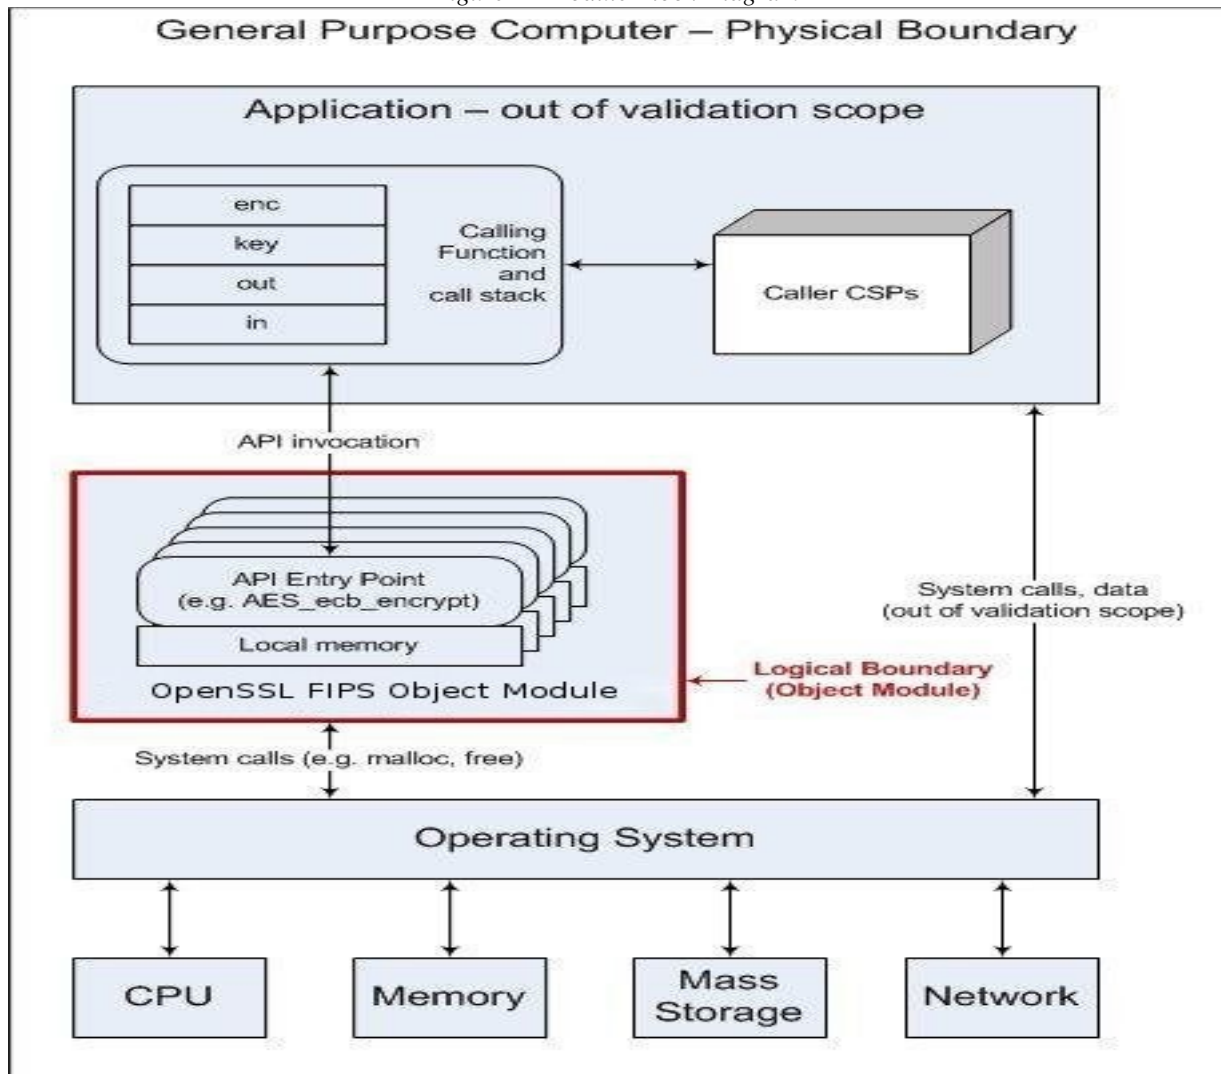 General Purpose Computer – Physical Boundary
Application – out of validation scope
enc
key
out
in
Calling
Function
and
call stack
Caller CSPs
API invocation
API Entry Point
(e.g. AES_ecb_encrypt)
Local memory
OpenSSL FIPS Object Module
System calls, data
(out of validation scope)
Logical Boundary
(Object Module)
System calls (e.g. malloc, free)
Operating System
CPU
Memory
Mass
Storage
Network